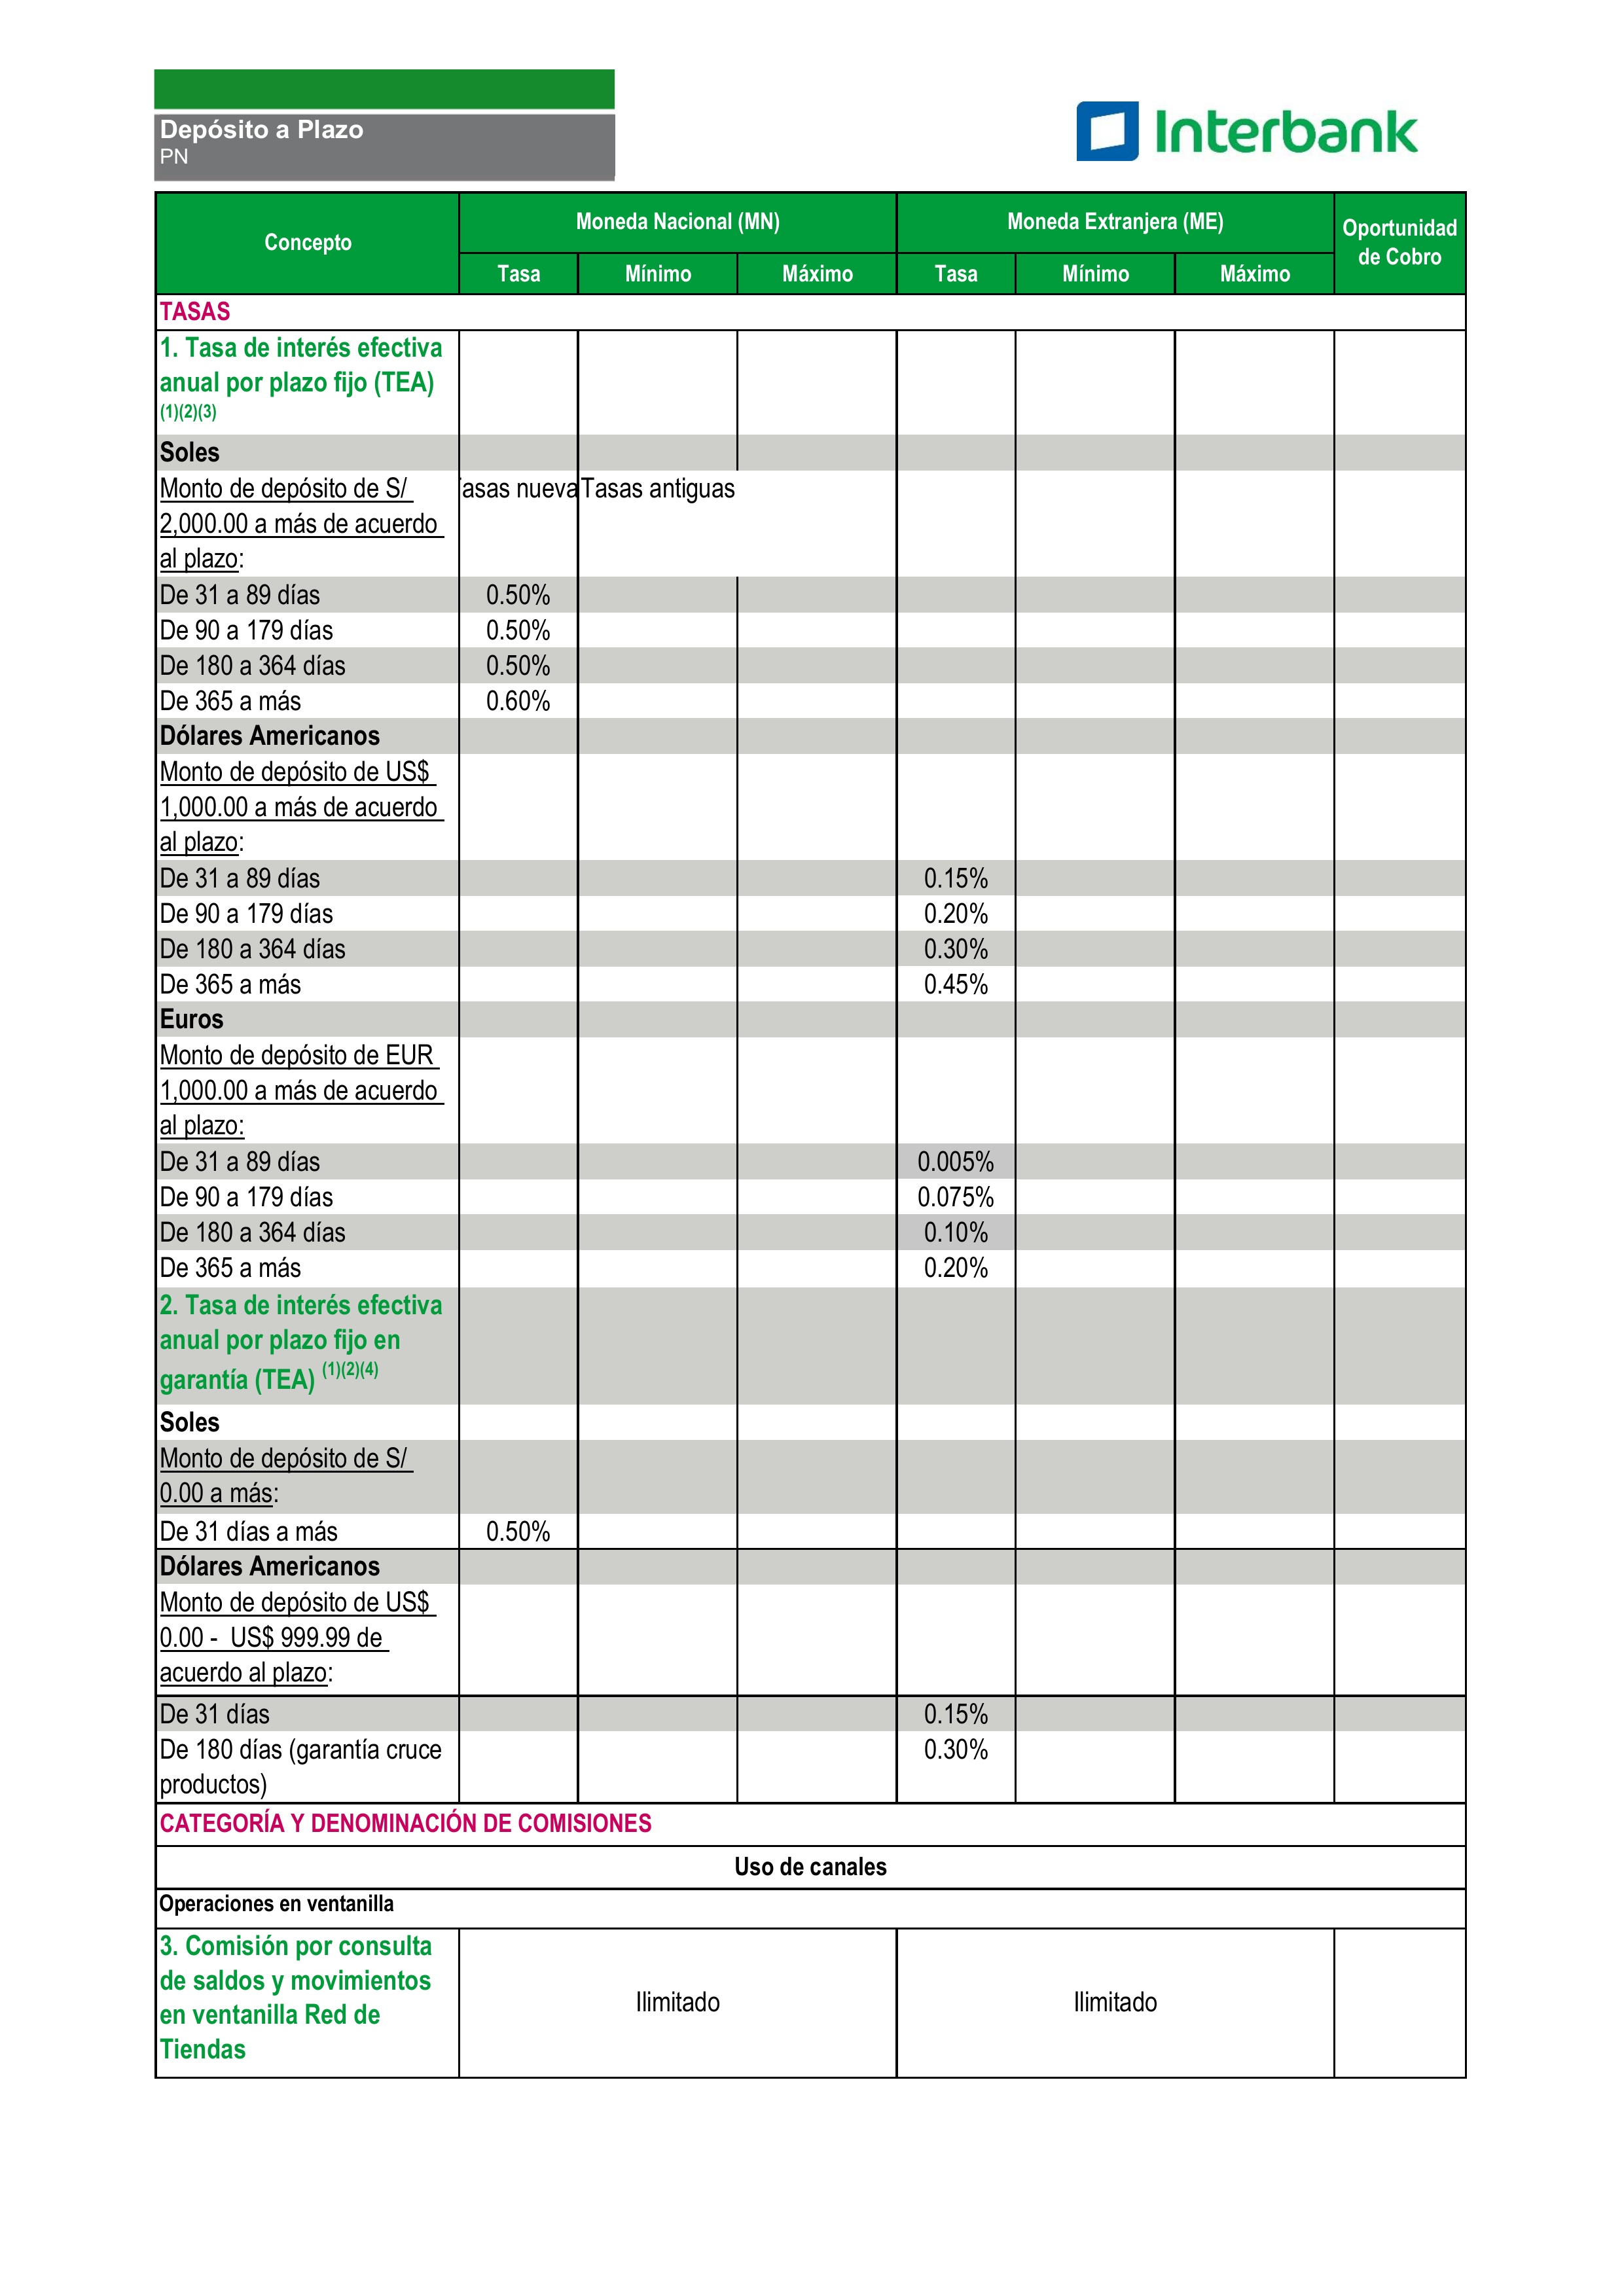 Depósito a Plazo
PN
Interbank
Concepto
Moneda Nacional (MN)
Moneda Extranjera (ME)
Oportunidad
de Cobro
Tasa Mínimo Máximo Tasa Mínimo Máximo
TASAS
1. Tasa de interés efectiva
anual por plazo fijo (TEA)
(1)(2)(3)
Soles
Monto de depósito de S/ asas nueva Tasas antiguas
2,000.00 a más de acuerdo
al plazo:
De 31 a 89 días 0.50%
De 90 a 179 días 0.50%
De 180 a 364 días 0.50%
De 365 a más 0.60%
Dólares Americanos
Monto de depósito de US$
1,000.00 a más de acuerdo
al plazo:
De 31 a 89 días 0.15%
De 90 a 179 días 0.20%
De 180 a 364 días 0.30%
De 365 a más 0.45%
Euros
Monto de depósito de EUR
1,000.00 a más de acuerdo
al plazo:
De 31 a 89 días 0.005%
De 90 a 179 días 0.075%
De 180 a 364 días 0.10%
De 365 a más 0.20%
2. Tasa de interés efectiva
anual por plazo fijo en
garantía (TEA) (1)(2)(4)
Soles
Monto de depósito de S/
0.00 a más:
De 31 días a más 0.50%
Dólares Americanos
Monto de depósito de US$
0.00 - US$ 999.99 de
acuerdo al plazo:
De 31 días 0.15%
De 180 días (garantía cruce 0.30%
productos)
CATEGORÍA Y DENOMINACIÓN DE COMISIONES
Uso de canales
Operaciones en ventanilla
3. Comisión por consulta
de saldos y movimientos
en ventanilla Red de
Tiendas
Ilimitado Ilimitado